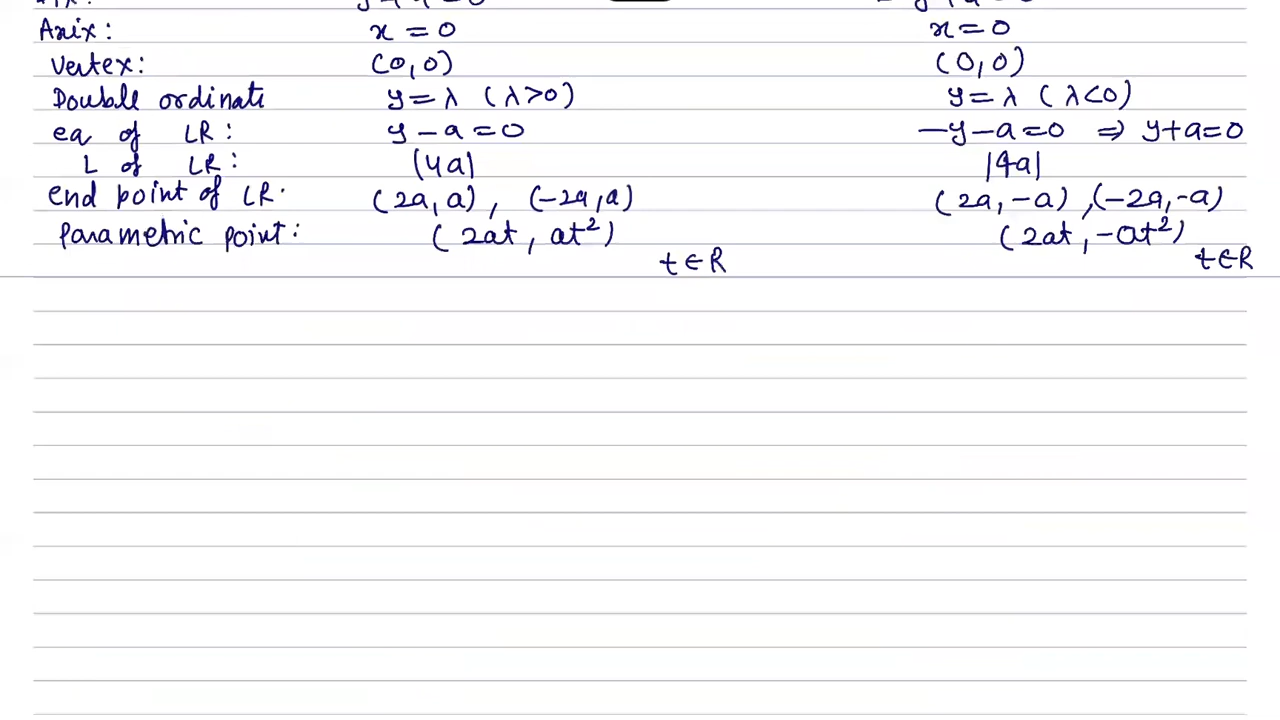 Axix: x = 0 x = 0
Vertex: (0,0) (0,0)
Double ordinate y = λ (λ>0) y = λ (λ<0)
eq of LR: y - a = 0 -y-a=0 ⇒ y+a=0
L of LR: |4a| |4a|
end point of LR: (2a, a), (-2a, a) (2a, -a), (-2a, -a)
Parametric point: (2at, at²) (2at, -at²)
t ∈ R t ∈ R